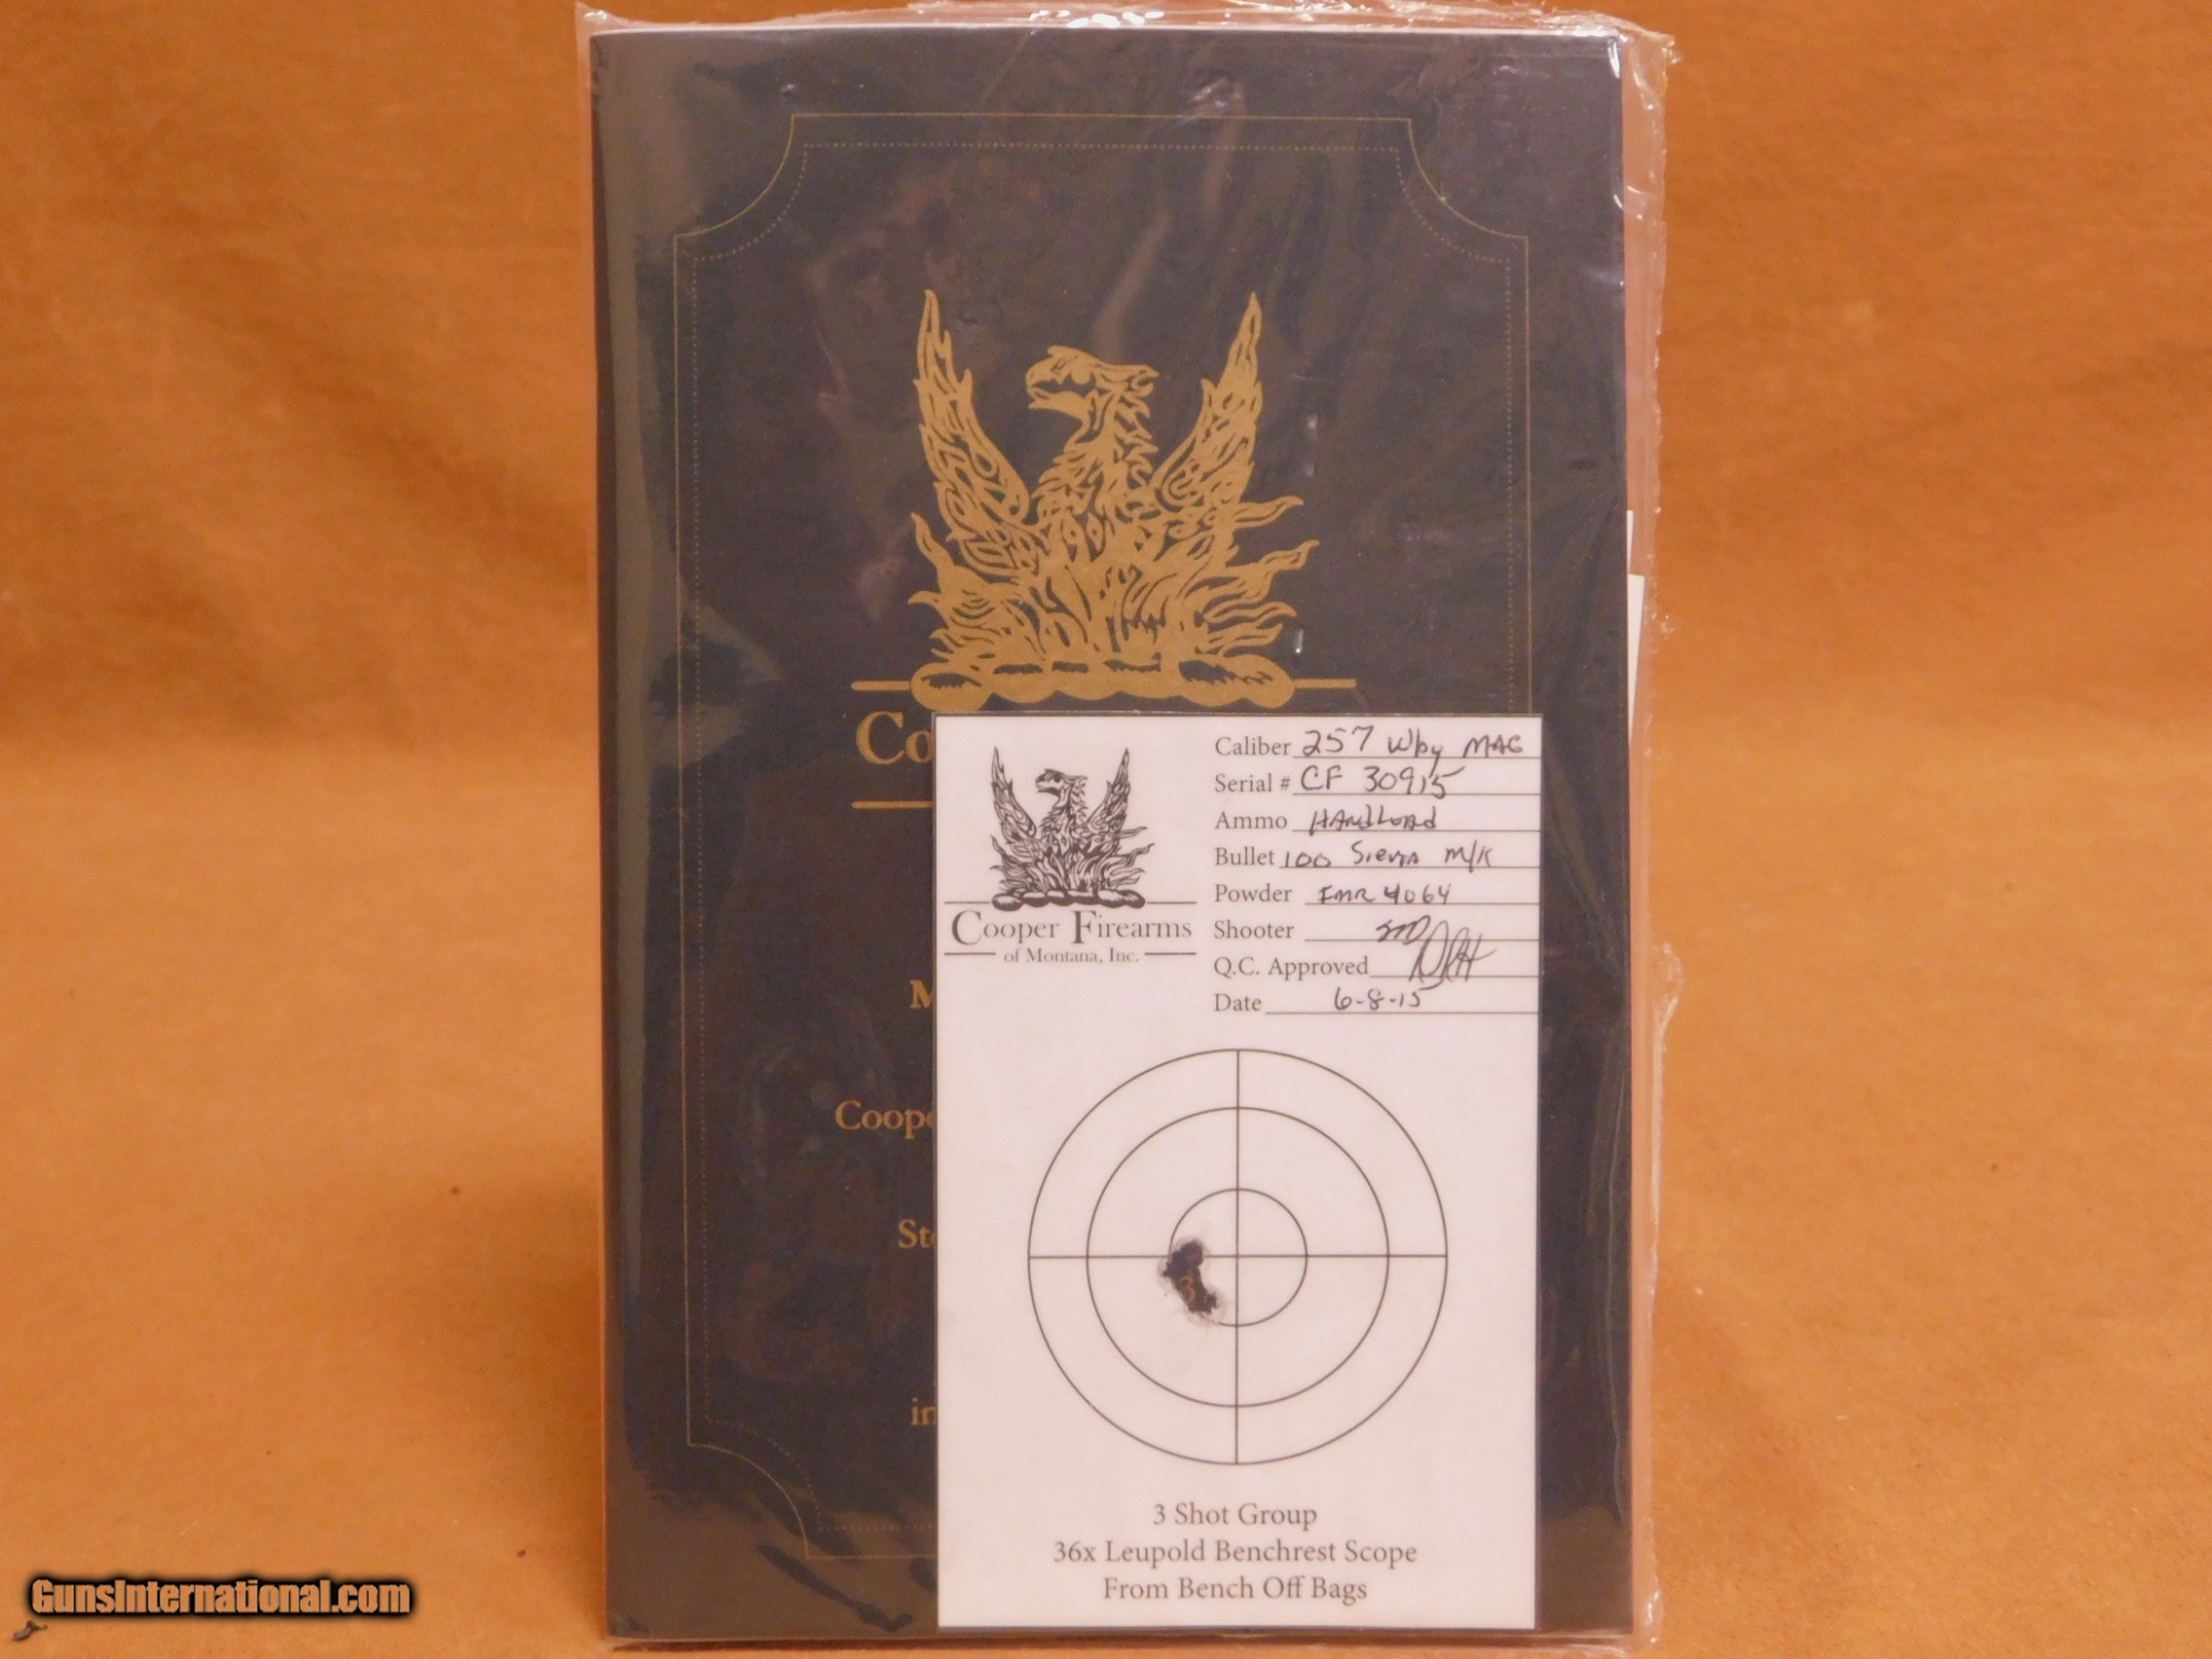 Co
M
Coope
Ste
in
Cooper Firearms
of Montana, Inc.
Caliber 257 Wby MAG
Serial # CF 30915
Ammo HANdLOAd
Bullet 100 Sierra M/K
Powder IMR 4064
Shooter
Q.C. Approved
Date 6-8-15
3
3 Shot Group
36x Leupold Benchrest Scope
From Bench Off Bags
GunsInternational.com